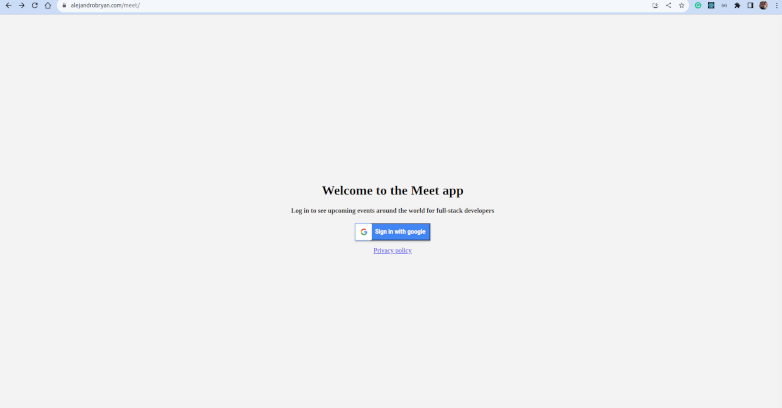 alejandrobryan.com/meet/
Welcome to the Meet app
Log in to see upcoming events around the world for full-stack developers
Sign in with google
Privacy policy